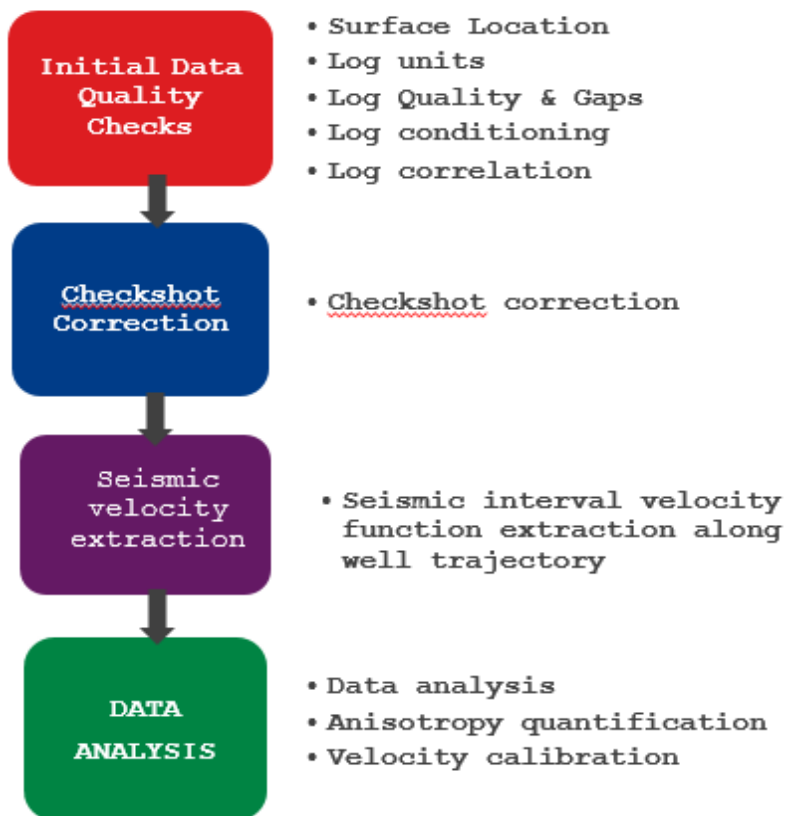 Initial Data
Quality
Checks
• Surface Location
• Log units
• Log Quality & Gaps
• Log conditioning
• Log correlation
Checkshot
Correction
• Checkshot correction
Seismic
velocity
extraction
• Seismic interval velocity
function extraction along
well trajectory
DATA
ANALYSIS
• Data analysis
• Anisotropy quantification
• Velocity calibration